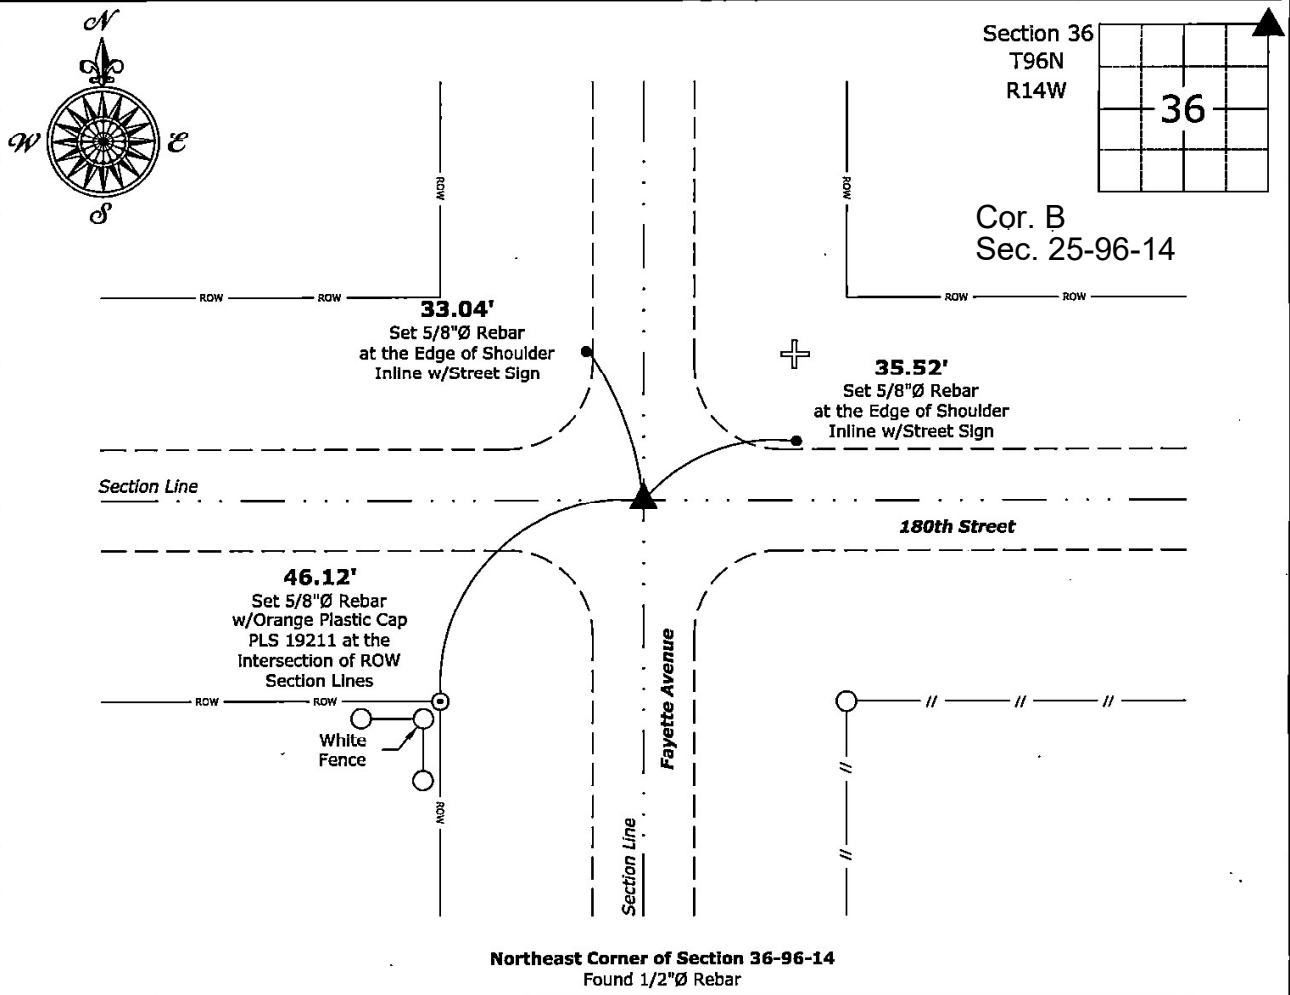 N
W
E
S
Section 36
T96N
R14W
36
Cor. B
Sec. 25-96-14
ROW
ROW
ROW
ROW
ROW
ROW
33.04'
Set 5/8"Ø Rebar
at the Edge of Shoulder
Inline w/Street Sign
35.52'
Set 5/8"Ø Rebar
at the Edge of Shoulder
Inline w/Street Sign
Section Line
180th Street
46.12'
Set 5/8"Ø Rebar
w/Orange Plastic Cap
PLS 19211 at the
Intersection of ROW
Section Lines
ROW
ROW
White
Fence
ROW
Fayette Avenue
Section Line
Northeast Corner of Section 36-96-14
Found 1/2"Ø Rebar